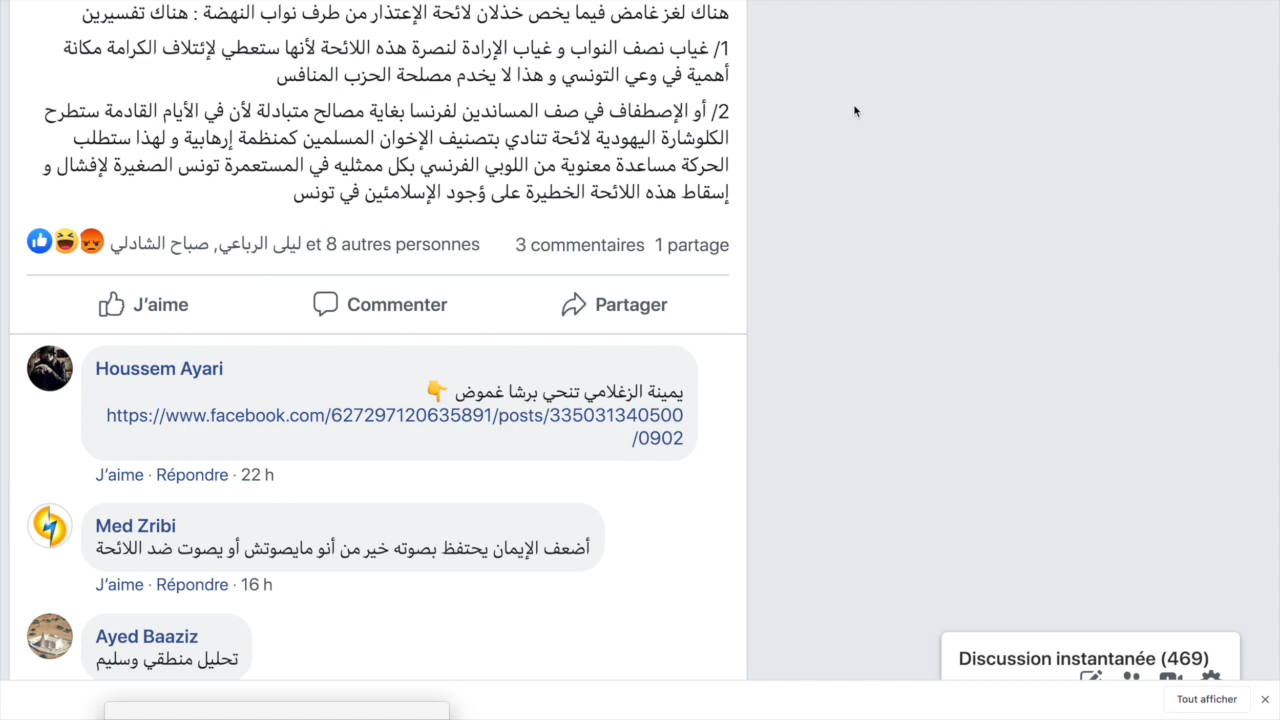 هناك لغز غامض فيما يخص خذلان لائحة الإعتذار من طرف نواب النهضة : هناك تفسيرين
1/ غياب نصف النواب و غياب الإرادة لنصرة هذه اللائحة لأنها ستعطي لإئتلاف الكرامة مكانة
أهمية في وعي التونسي و هذا لا يخدم مصلحة الحزب المنافس
2/ أو الإصطفاف في صف المساندين لفرنسا بغاية مصالح متبادلة لأن في الأيام القادمة ستطرح
الكلوشارة اليهودية لائحة تنادي بتصنيف الإخوان المسلمين كمنظمة إرهابية و لهذا ستطلب
الحركة مساعدة معنوية من اللوبي الفرنسي بكل ممثليه في المستعمرة تونس الصغيرة لإفشال و
إسقاط هذه اللائحة الخطيرة على وُجود الإسلامئين في تونس
ليلى الرباعي, صباح الشادلي et 8 autres personnes 3 commentaires 1 partage
J'aime Commenter Partager
Houssem Ayari
يمينة الزغلامي تنحي برشا غموض 👇
https://www.facebook.com/627297120635891/posts/335031340500
0902/
J'aime · Répondre · 22 h
Med Zribi
أضعف الإيمان يحتفظ بصوته خير من أنو مايصوتش أو يصوت ضد اللائحة
J'aime · Répondre · 16 h
Ayed Baaziz
تحليل منطقي وسليم
Discussion instantanée (469)
Tout afficher